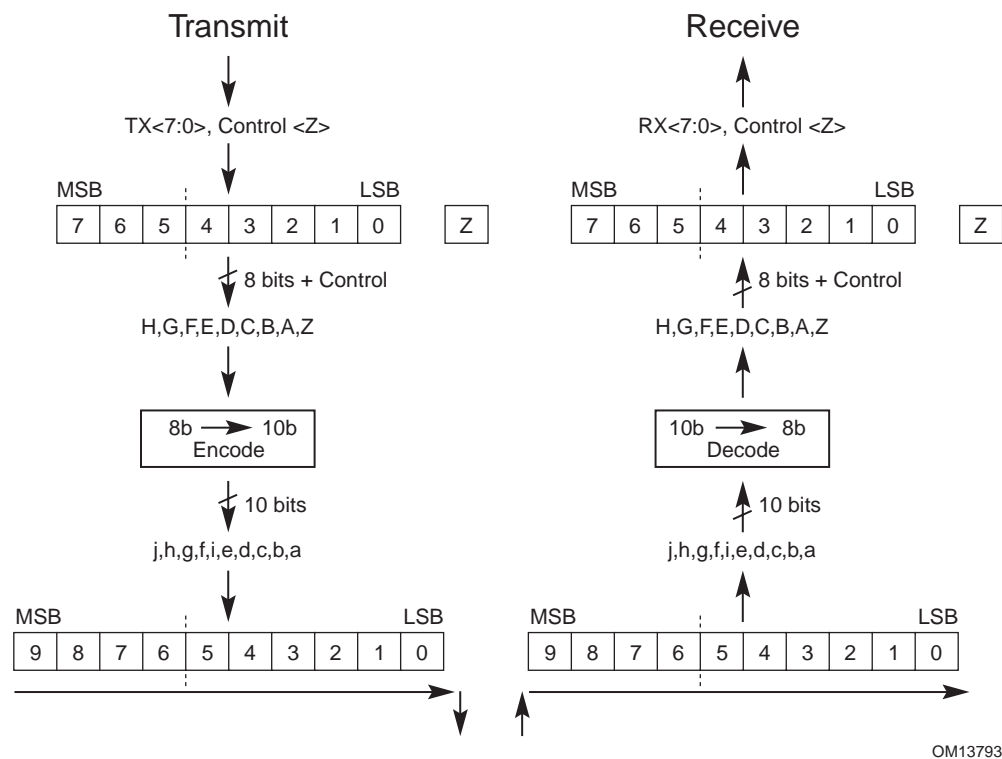 Transmit
Receive
TX<7:0>, Control <Z>
RX<7:0>, Control <Z>
MSB LSB
MSB LSB
7 6 5 4 3 2 1 0 Z
7 6 5 4 3 2 1 0 Z
8 bits + Control
8 bits + Control
H,G,F,E,D,C,B,A,Z
H,G,F,E,D,C,B,A,Z
8b 10b
Encode
10b 8b
Decode
10 bits
10 bits
j,h,g,f,i,e,d,c,b,a
j,h,g,f,i,e,d,c,b,a
MSB LSB
MSB LSB
9 8 7 6 5 4 3 2 1 0
9 8 7 6 5 4 3 2 1 0
OM13793